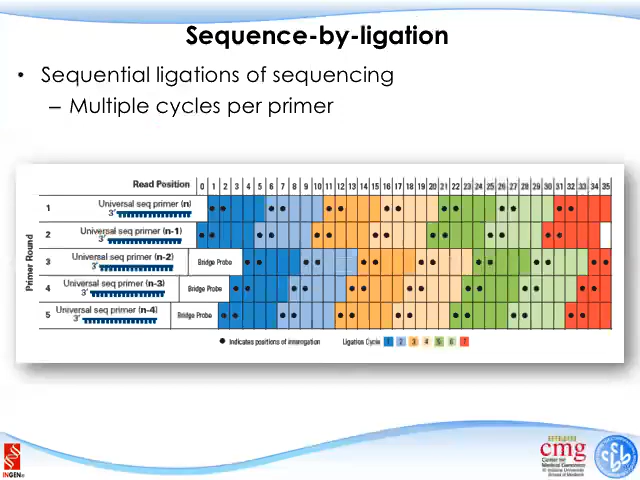 Sequence-by-ligation
• Sequential ligations of sequencing
– Multiple cycles per primer
Read Position 0 1 2 3 4 5 6 7 8 9 10 11 12 13 14 15 16 17 18 19 20 21 22 23 24 25 26 27 28 29 30 31 32 33 34 35
Primer Round
1 Universal seq primer (n)
3′
2 Universal seq primer (n-1)
3′
3 Universal seq primer (n-2) Bridge Probe
3′
4 Universal seq primer (n-3) Bridge Probe
3′
5 Universal seq primer (n-4) Bridge Probe
3′
● Indicates positions of interrogation Ligation Cycle 1 2 3 4 5 6 7
INGEN
cmg
Center for
Medical Genomics